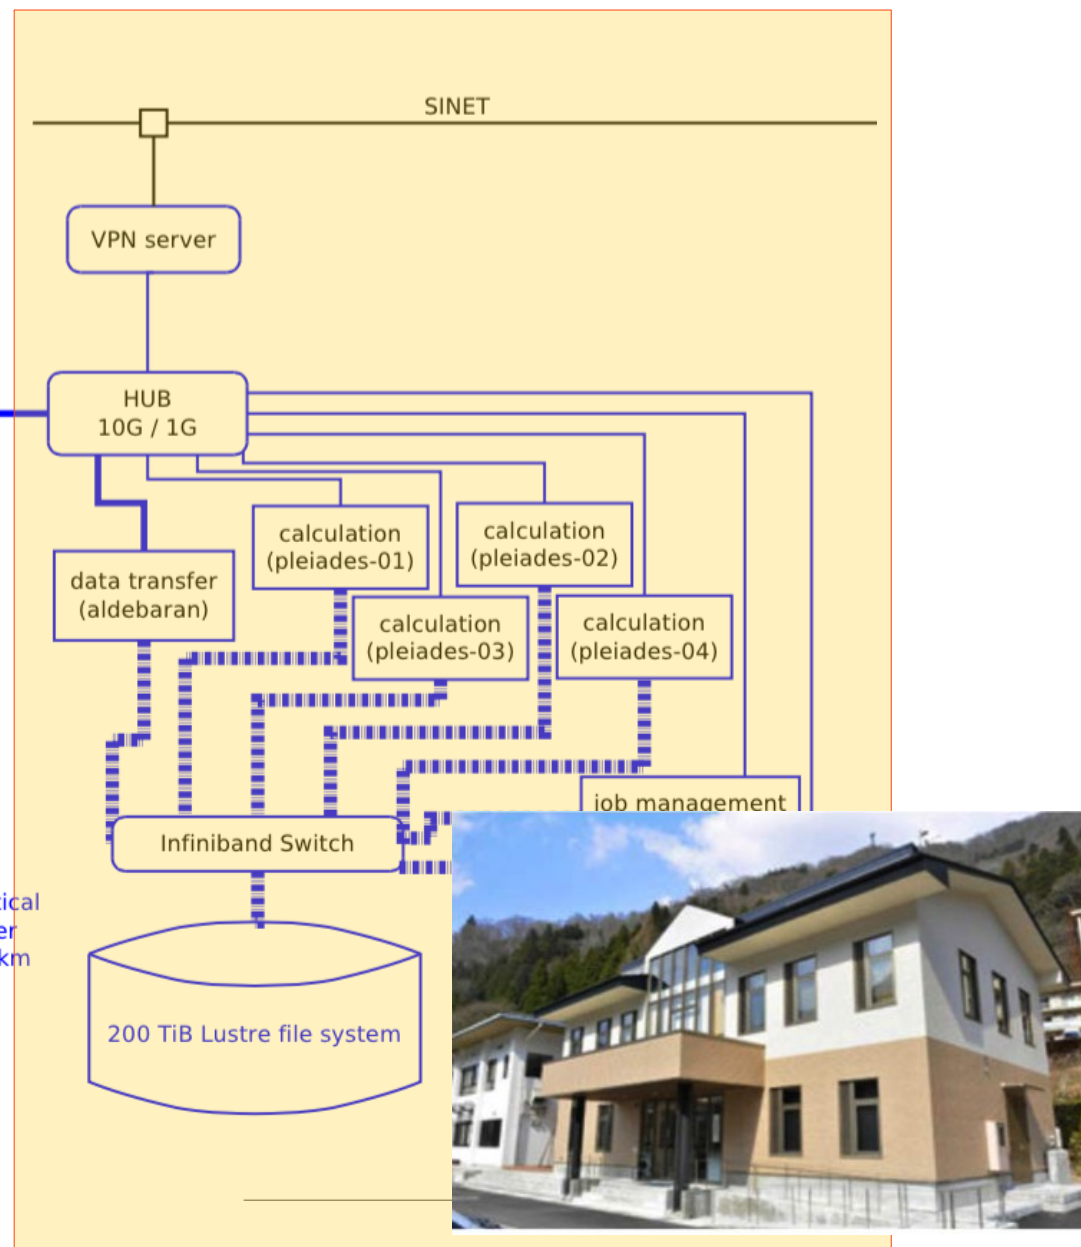 SINET
VPN server
HUB
10G / 1G
calculation
(pleiades-01)
calculation
(pleiades-02)
data transfer
(aldebaran)
calculation
(pleiades-03)
calculation
(pleiades-04)
job management
Infiniband Switch
km
200 TiB Lustre file system